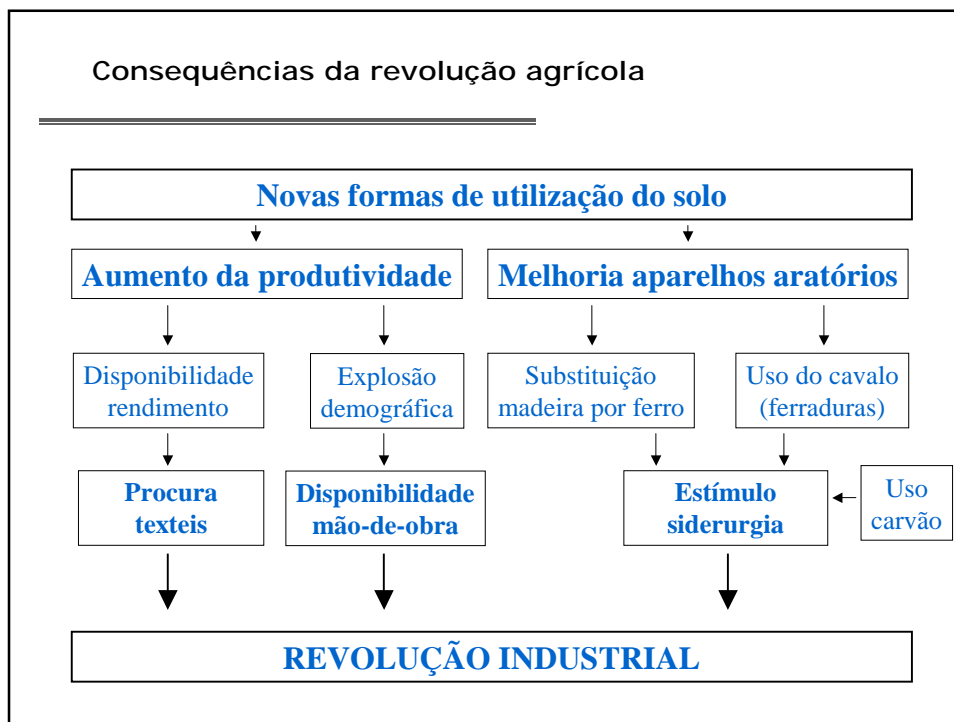 Consequências da revolução agrícola
Novas formas de utilização do solo
Aumento da produtividade
Melhoria aparelhos aratórios
Disponibilidade
rendimento
Explosão
demográfica
Substituição
madeira por ferro
Uso do cavalo
(ferraduras)
Procura
texteis
Disponibilidade
mão-de-obra
Estímulo
siderurgia
Uso
carvão
REVOLUÇÃO INDUSTRIAL